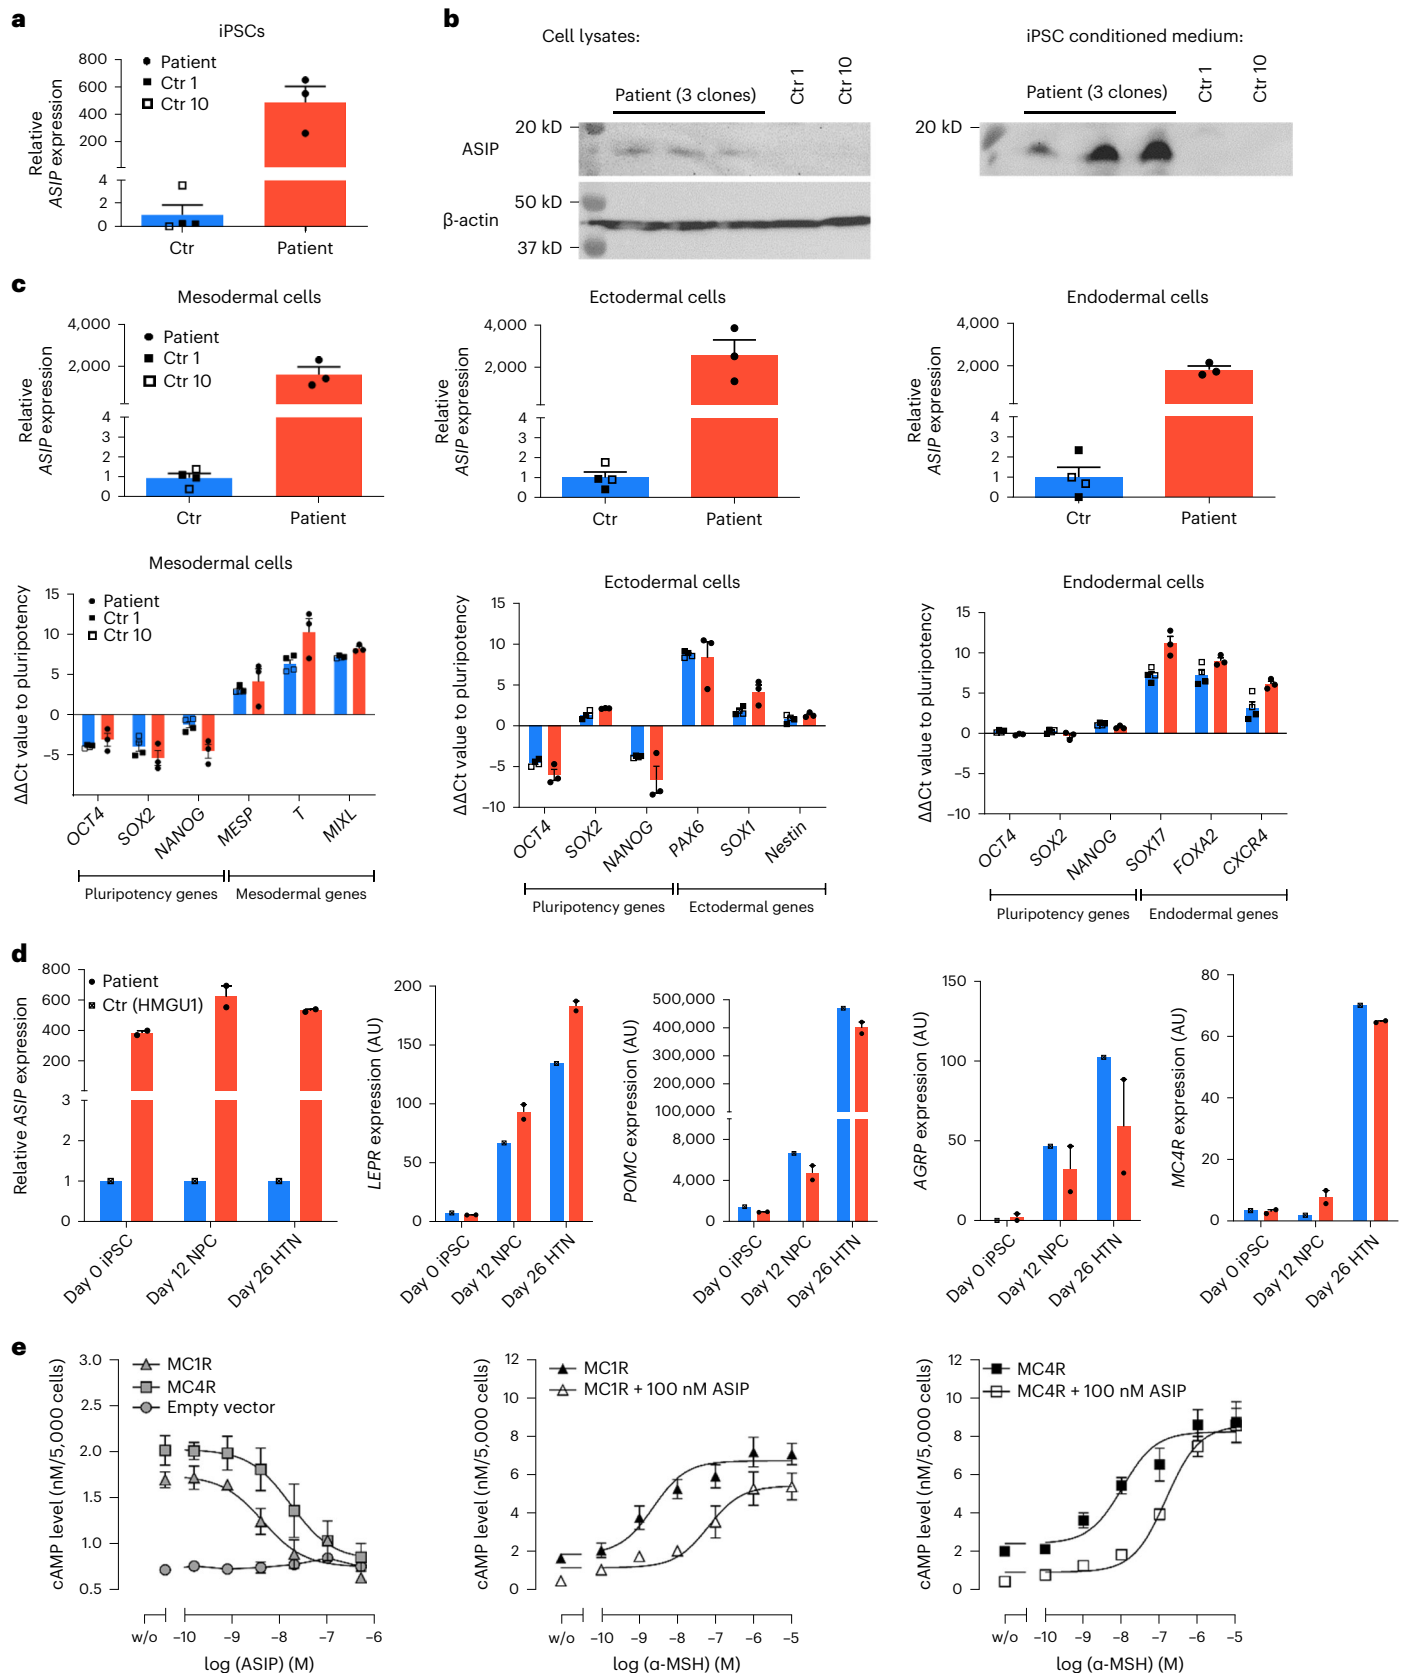 a
iPSCs
Relative
ASIP expression
800
600
400
200
4
2
0
Patient
Ctr 1
Ctr 10
Ctr
Patient
b
Cell lysates:
Patient (3 clones)
Ctr 1
Ctr 10
20 kD
ASIP
50 kD
β-actin
37 kD
iPSC conditioned medium:
Patient (3 clones)
Ctr 1
Ctr 10
20 kD
c
Mesodermal cells
Relative
ASIP expression
4,000
2,000
4
3
2
1
0
Patient
Ctr 1
Ctr 10
Ctr
Patient
Ectodermal cells
Relative
ASIP expression
4,000
2,000
4
3
2
1
0
Ctr
Patient
Endodermal cells
Relative
ASIP expression
4,000
2,000
4
3
2
1
0
Ctr
Patient
Mesodermal cells
ΔΔCt value to pluripotency
15
10
5
0
−5
Patient
Ctr 1
Ctr 10
OCT4
SOX2
NANOG
MESP
T
MIXL
Pluripotency genes
Mesodermal genes
Ectodermal cells
ΔΔCt value to pluripotency
15
10
5
0
−5
−10
OCT4
SOX2
NANOG
PAX6
SOX1
Nestin
Pluripotency genes
Ectodermal genes
Endodermal cells
ΔΔCt value to pluripotency
15
10
5
0
−5
−10
OCT4
SOX2
NANOG
SOX17
FOXA2
CXCR4
Pluripotency genes
Endodermal genes
d
Relative ASIP expression
800
600
400
200
3
2
1
0
Patient
Ctr (HMGU1)
Day 0 iPSC
Day 12 NPC
Day 26 HTN
LEPR expression (AU)
200
150
100
50
0
Day 0 iPSC
Day 12 NPC
Day 26 HTN
POMC expression (AU)
500,000
400,000
300,000
200,000
100,000
8,000
4,000
0
Day 0 iPSC
Day 12 NPC
Day 26 HTN
AGRP expression (AU)
150
100
50
0
Day 0 iPSC
Day 12 NPC
Day 26 HTN
MC4R expression (AU)
80
60
40
20
0
Day 0 iPSC
Day 12 NPC
Day 26 HTN
e
cAMP level (nM/5,000 cells)
3.0
2.5
2.0
1.5
1.0
0.5
MC1R
MC4R
Empty vector
w/o
−10
−9
−8
−7
−6
log (ASIP) (M)
cAMP level (nM/5,000 cells)
12
10
8
6
4
2
0
MC1R
MC1R + 100 nM ASIP
w/o
−10
−9
−8
−7
−6
−5
log (α-MSH) (M)
cAMP level (nM/5,000 cells)
12
10
8
6
4
2
0
MC4R
MC4R + 100 nM ASIP
w/o
−10
−9
−8
−7
−6
−5
log (α-MSH) (M)